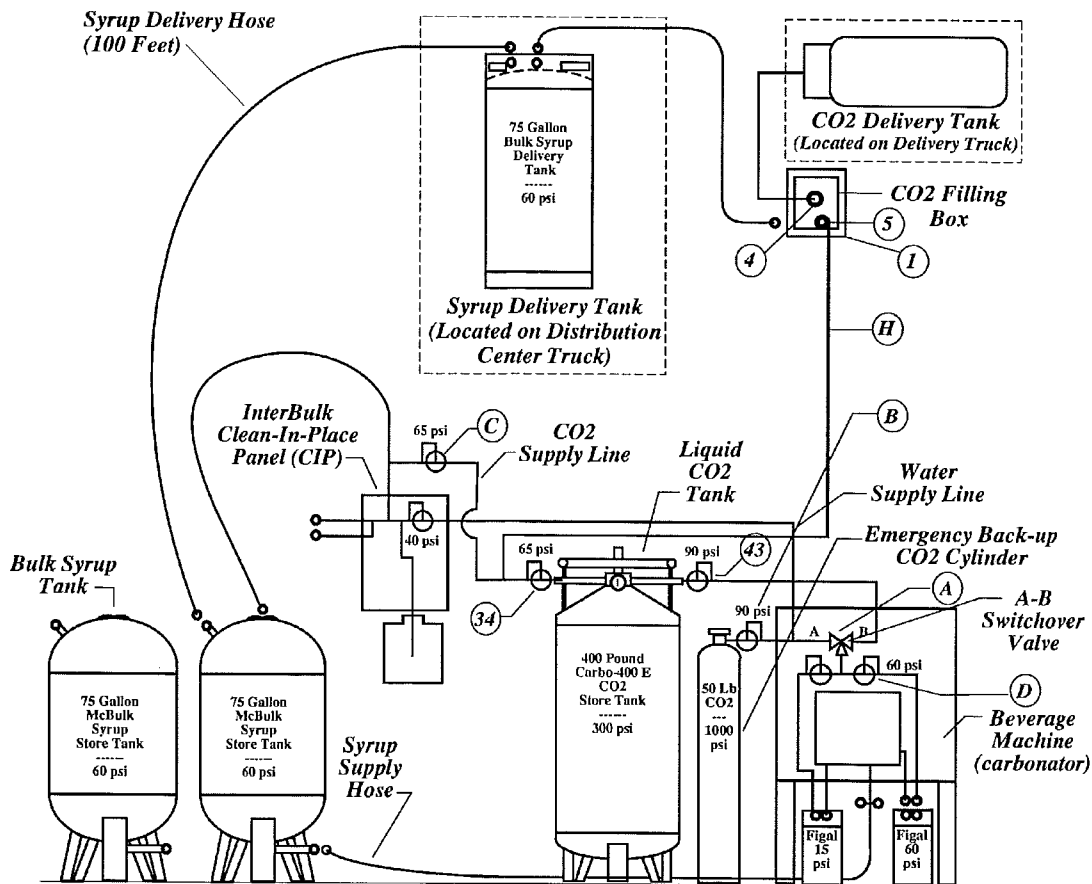 Syrup Delivery Hose
(100 Feet)
75 Gallon
Bulk Syrup
Delivery
Tank
------
60 psi
Syrup Delivery Tank
(Located on Distribution
Center Truck)
CO2 Delivery Tank
(Located on Delivery Truck)
CO2 Filling
Box
4
5
1
H
InterBulk
Clean-In-Place
Panel (CIP)
65 psi
C
CO2
Supply Line
Liquid
CO2
Tank
B
Water
Supply Line
Emergency Back-up
CO2 Cylinder
40 psi
65 psi
34
90 psi
43
90 psi
A
A-B
Switchover
Valve
A
B
60 psi
D
Beverage
Machine
(carbonator)
Bulk Syrup
Tank
75 Gallon
McBulk
Syrup
Store Tank
------
60 psi
75 Gallon
McBulk
Syrup
Store Tank
------
60 psi
Syrup
Supply
Hose
400 Pound
Carbo-400 E
CO2
Store Tank
------
300 psi
50 Lb
CO2
---
1000
psi
Figal
15
psi
Figal
60
psi